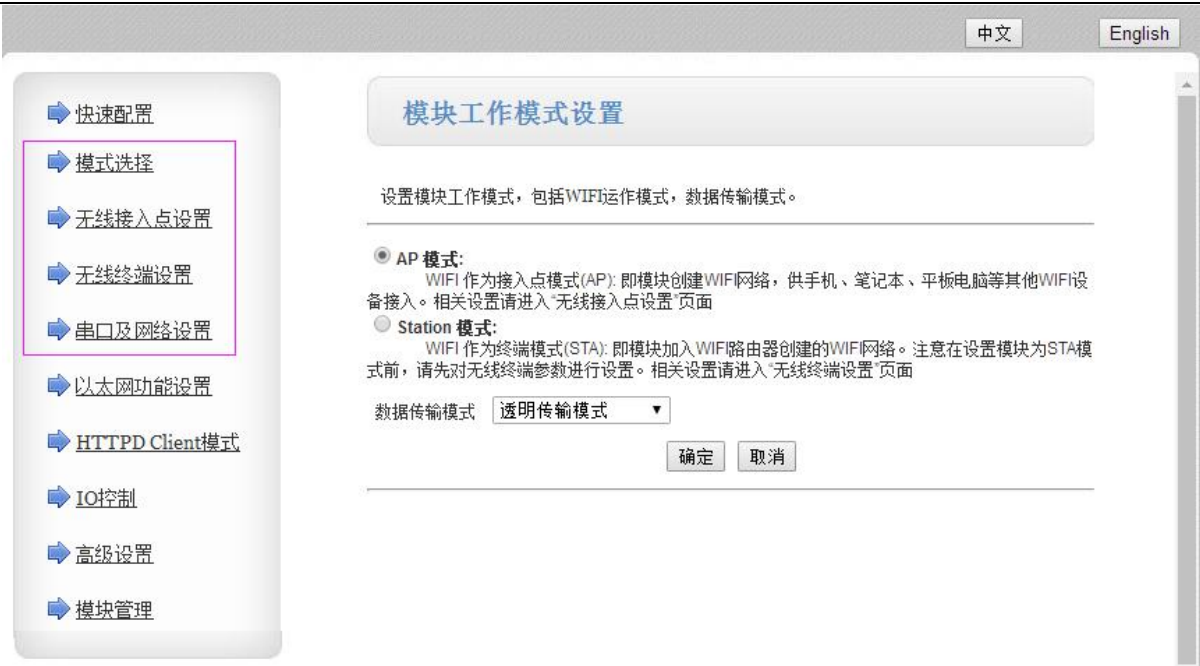 中文
English
快速配置
模式选择
无线接入点设置
无线终端设置
串口及网络设置
以太网功能设置
HTTPD Client模式
IO控制
高级设置
模块管理
模块工作模式设置
设置模块工作模式，包括WIFI运作模式，数据传输模式。
AP 模式:
WIFI 作为接入点模式(AP): 即模块创建WIFI网络，供手机、笔记本、平板电脑等其他WIFI设
备接入。相关设置请进入“无线接入点设置”页面
Station 模式:
WIFI 作为终端模式(STA): 即模块加入WIFI路由器创建的WIFI网络。注意在设置模块为STA模
式前，请先对无线终端参数进行设置。相关设置请进入“无线终端设置”页面
数据传输模式 透明传输模式
确定 取消